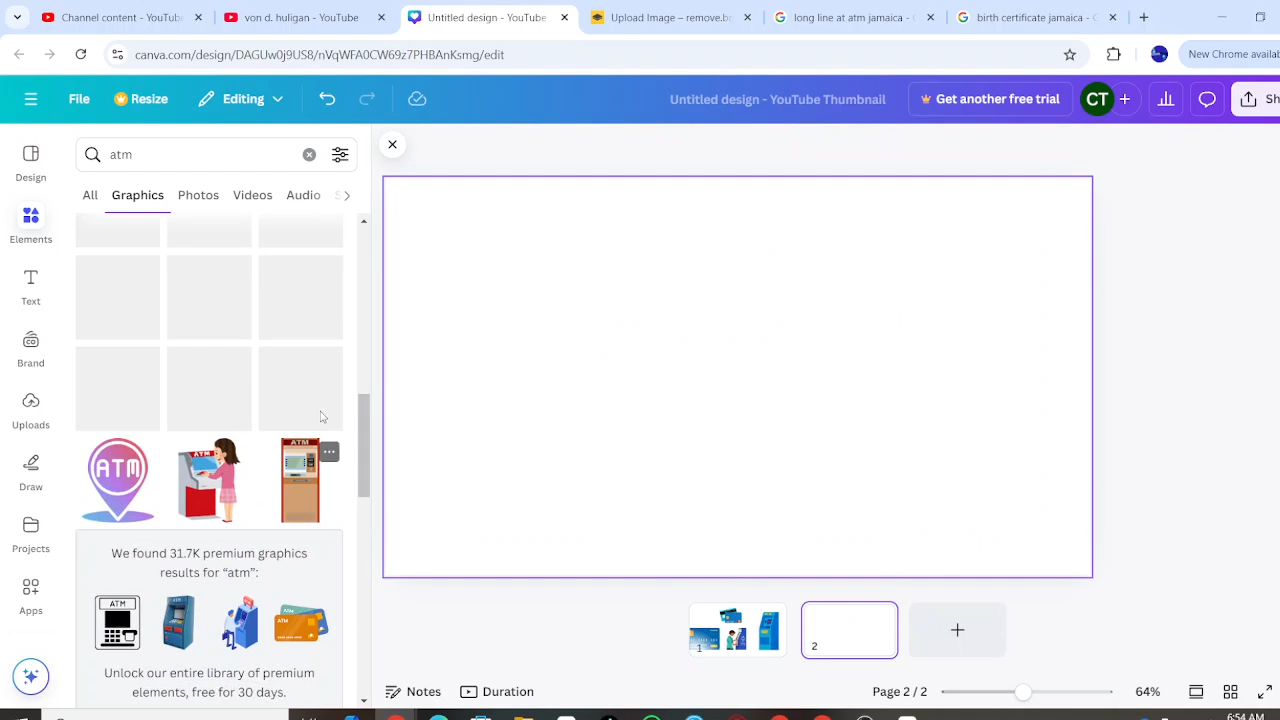 Channel content - YouTube
von d. huligan - YouTube
Untitled design - YouTube
Upload Image – remove.b
long line at atm jamaica -
birth certificate jamaica -
canva.com/design/DAGUw0j9US8/nVqWFA0CW69z7PHBAnKsmg/edit
New Chrome availab
File
Resize
Editing
Untitled design - YouTube Thumbnail
Get another free trial
CT
Sh
Design
Elements
Text
Brand
Uploads
Draw
Projects
Apps
atm
All
Graphics
Photos
Videos
Audio
ATM
ATM
ATM
We found 31.7K premium graphics
results for “atm”:
ATM
Unlock our entire library of premium
elements, free for 30 days.
1
2
Notes
Duration
Page 2 / 2
64%
6:54 AM